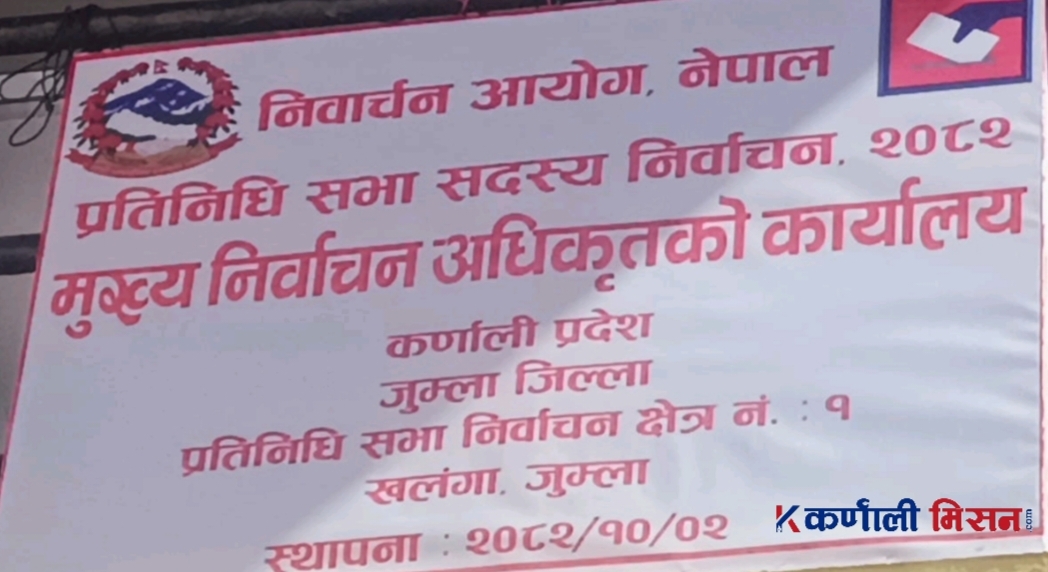 निवार्चन आयोग, नेपाल
प्रतिनिधि सभा सदस्य निर्वाचन, २०८२
मुख्य निर्वाचन अधिकृतको कार्यालय
कर्णाली प्रदेश
जुम्ला जिल्ला
प्रतिनिधि सभा निर्वाचन क्षेत्र नं. : १
खलंगा, जुम्ला
स्थापना : २०८२/१०/०२
कर्णाली मिसन.com